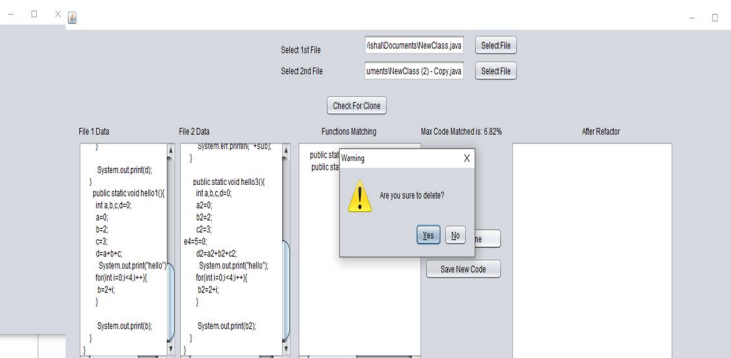 Select 1st File
/ishal\Documents\NewClass.java
Select File
Select 2nd File
uments\NewClass (2) - Copy.java
Select File
Check For Clone
File 1 Data
File 2 Data
Functions Matching
Max Code Matched is: 6.82%
After Refactor
}
System.out.print(d);
}
public static void hello1(){
int a,b,c,d=0;
a=0;
b=2;
c=3;
d=a+b+c;
System.out.print("hello")
for(int i=0;i<4;i++){
b=2+i;
}
System.out.print(b);
}
}
System.err.println(" +sub);
}
public static void hello3(){
int a,b,c,d=0;
a2=0;
b2=2;
c2=3;
e4=5=0;
d2=a2+b2+c2;
System.out.print("hello");
for(int i=0;i<4;i++){
b2=2+i;
}
System.out.print(b2);
}
}
public stat
public sta
Warning
X
Are you sure to delete?
Yes
No
ne
Save New Code